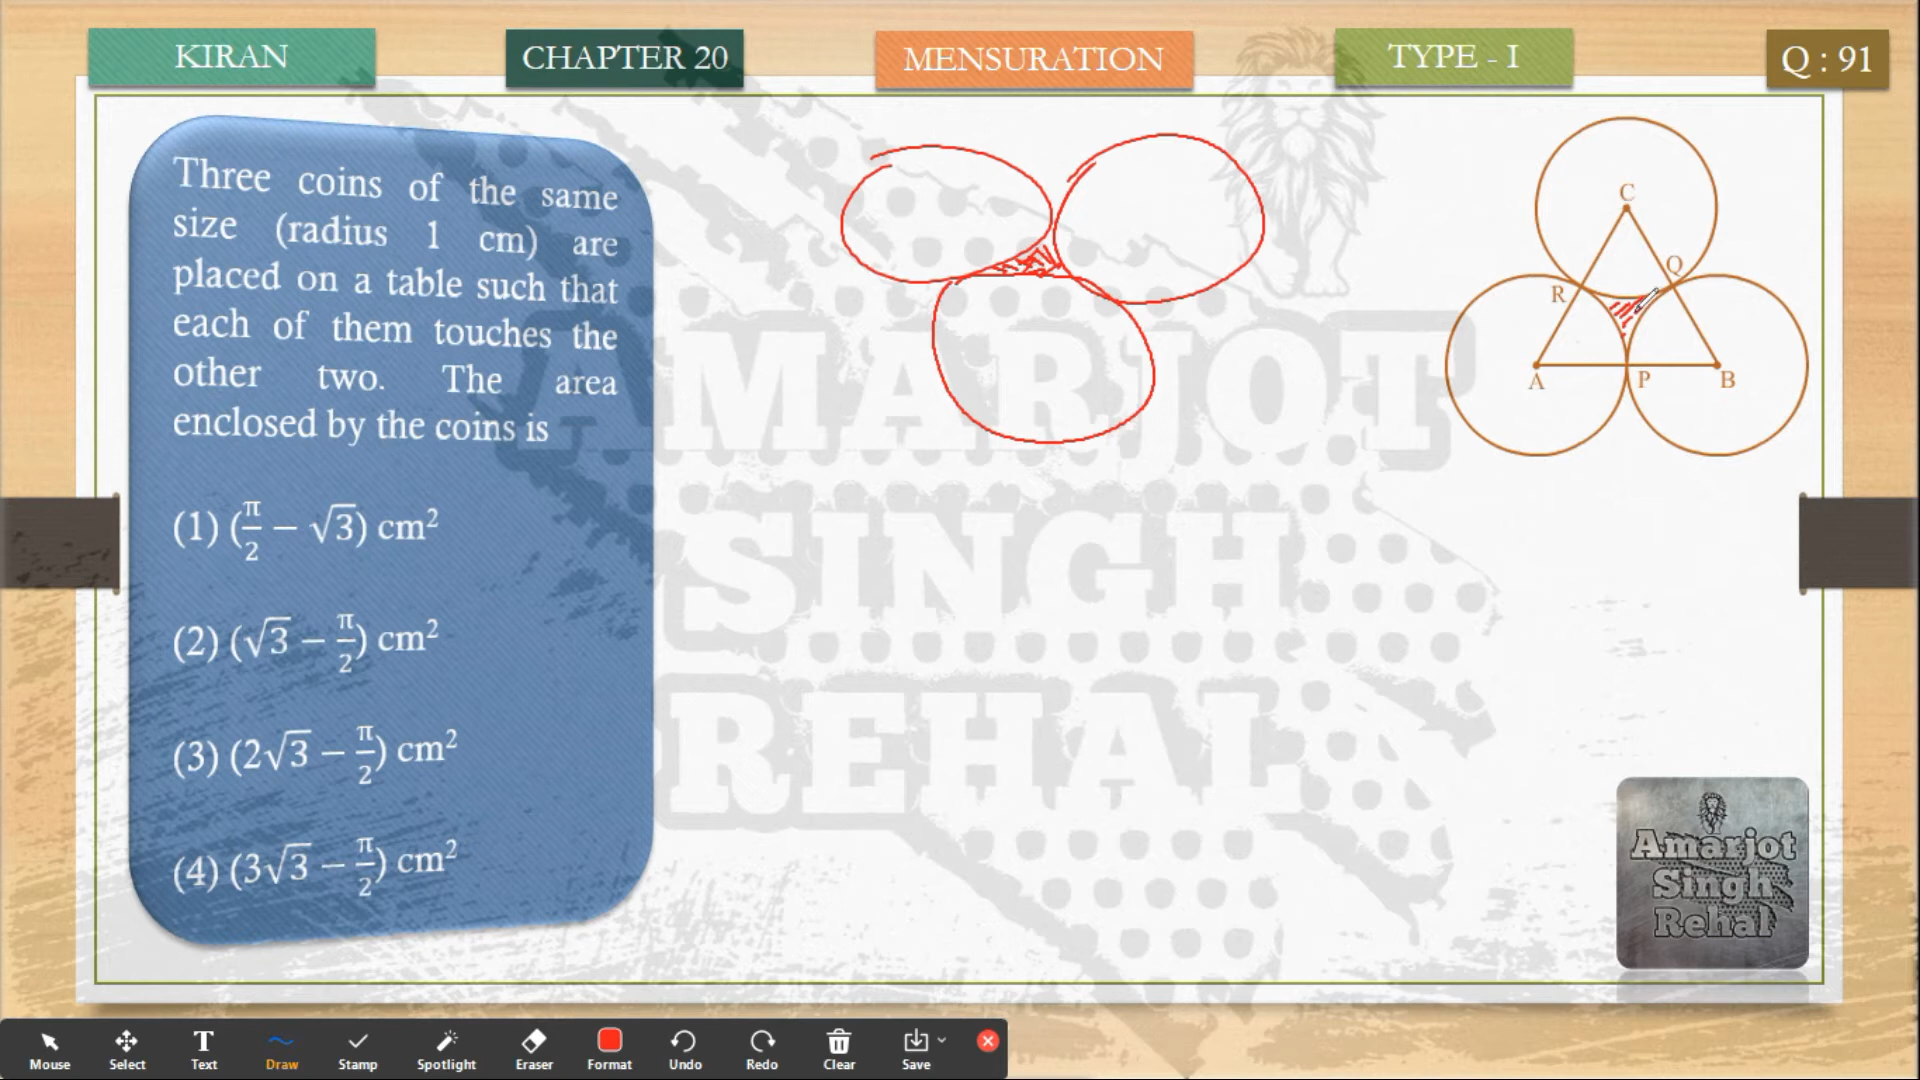 KIRAN
CHAPTER 20
MENSURATION
TYPE - I
Q : 91
Three coins of the same
size (radius 1 cm) are
placed on a table such that
each of them touches the
other two. The area
enclosed by the coins is
(1) (π/2 − √3) cm²
(2) (√3 − π/2) cm²
(3) (2√3 − π/2) cm²
(4) (3√3 − π/2) cm²
C
Q
R
A
P
B
AMARJOT
SINGH
REHAL
Amarjot
Singh
Rehal
Mouse
Select
Text
Draw
Stamp
Spotlight
Eraser
Format
Undo
Redo
Clear
Save